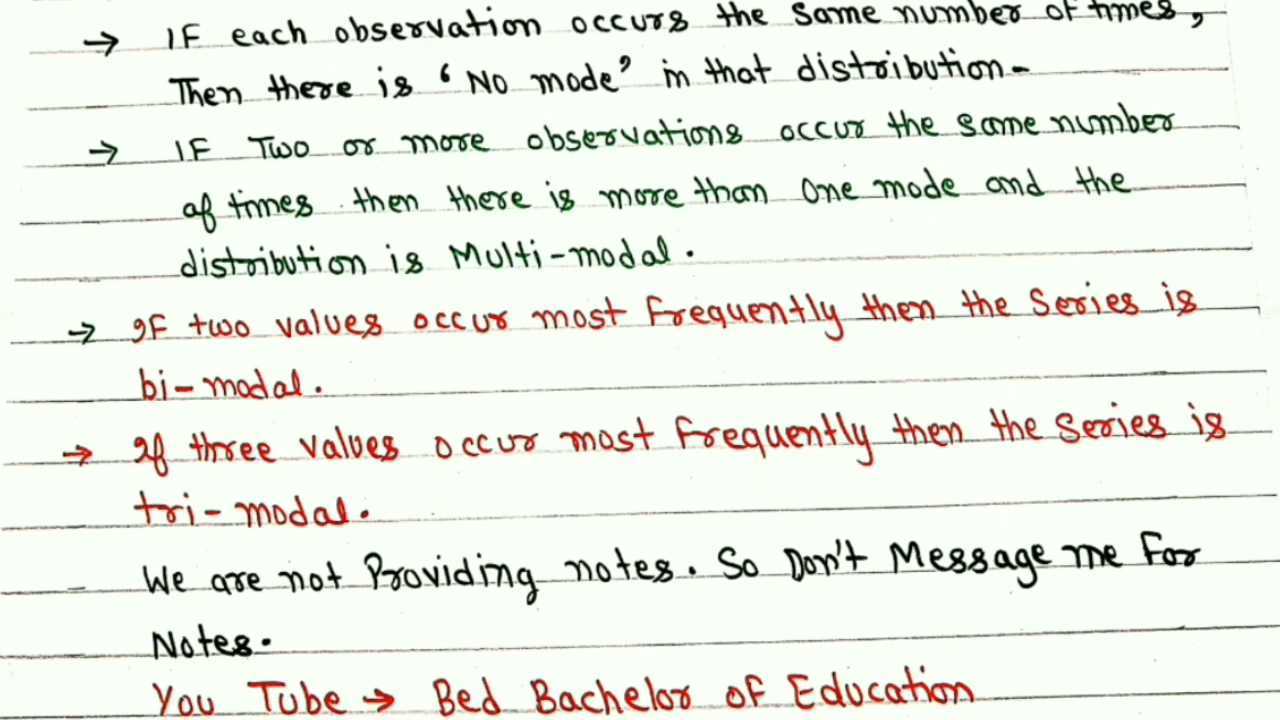 → IF each observation occurs the same number of times,
Then there is 'No mode' in that distribution-
→ IF Two or more observations occur the same number
of times then there is more than one mode and the
distribution is Multi-modal.
→ IF two values occur most frequently then the Series is
bi-modal.
→ If three values occur most frequently then the Series is
tri-modal.
We are not Providing notes. So Don't Message me For
Notes.
You Tube → Bed Bachelor of Education